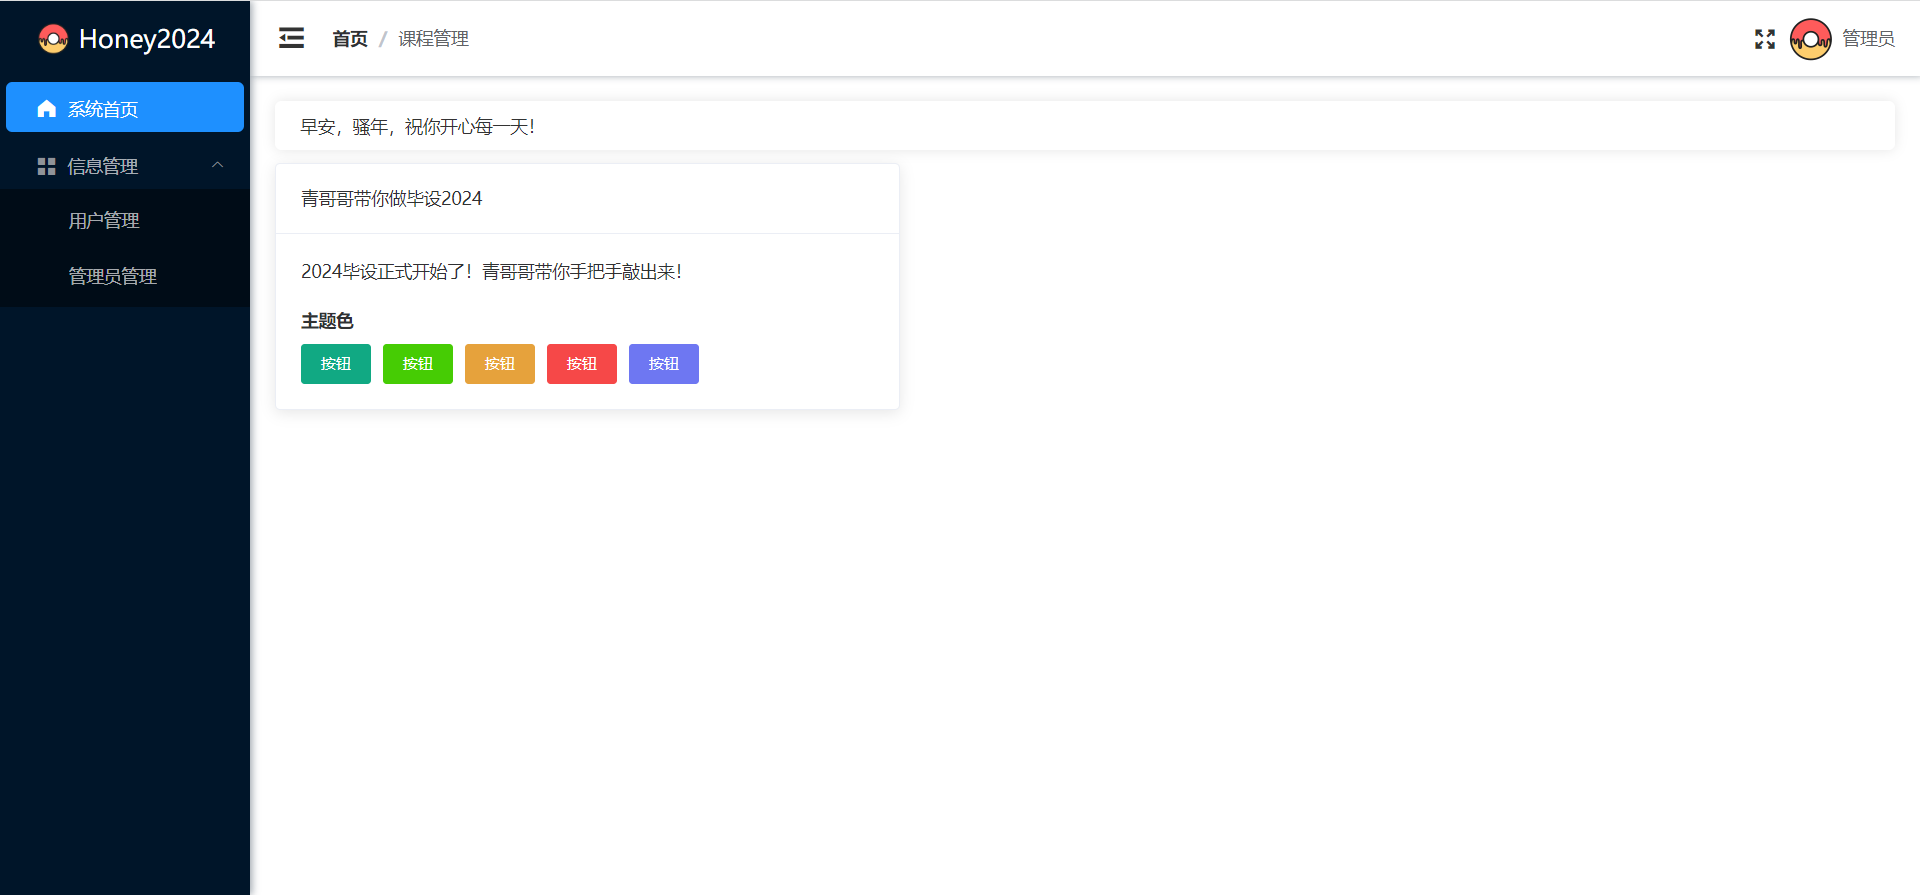 Honey2024
首页 / 课程管理
管理员
系统首页
信息管理
用户管理
管理员管理
早安，骚年，祝你开心每一天！
青哥哥带你做毕设2024
2024毕设正式开始了！青哥哥带你手把手敲出来！
主题色
按钮 按钮 按钮 按钮 按钮